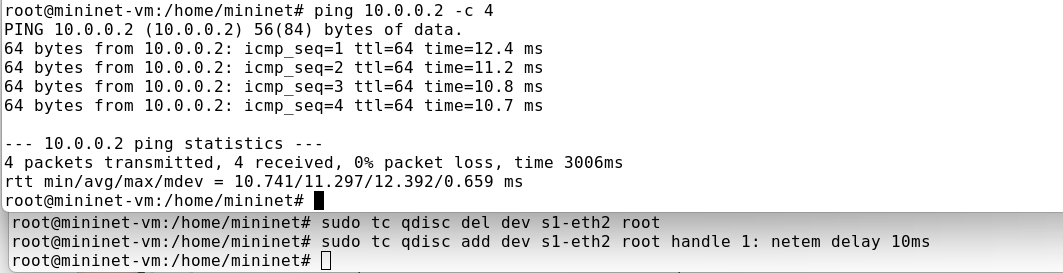 root@mininet-vm:/home/mininet# ping 10.0.0.2 -c 4
PING 10.0.0.2 (10.0.0.2) 56(84) bytes of data.
64 bytes from 10.0.0.2: icmp_seq=1 ttl=64 time=12.4 ms
64 bytes from 10.0.0.2: icmp_seq=2 ttl=64 time=11.2 ms
64 bytes from 10.0.0.2: icmp_seq=3 ttl=64 time=10.8 ms
64 bytes from 10.0.0.2: icmp_seq=4 ttl=64 time=10.7 ms
--- 10.0.0.2 ping statistics ---
4 packets transmitted, 4 received, 0% packet loss, time 3006ms
rtt min/avg/max/mdev = 10.741/11.297/12.392/0.659 ms
root@mininet-vm:/home/mininet#
root@mininet-vm:/home/mininet# sudo tc qdisc del dev s1-eth2 root
root@mininet-vm:/home/mininet# sudo tc qdisc add dev s1-eth2 root handle 1: netem delay 10ms
root@mininet-vm:/home/mininet#